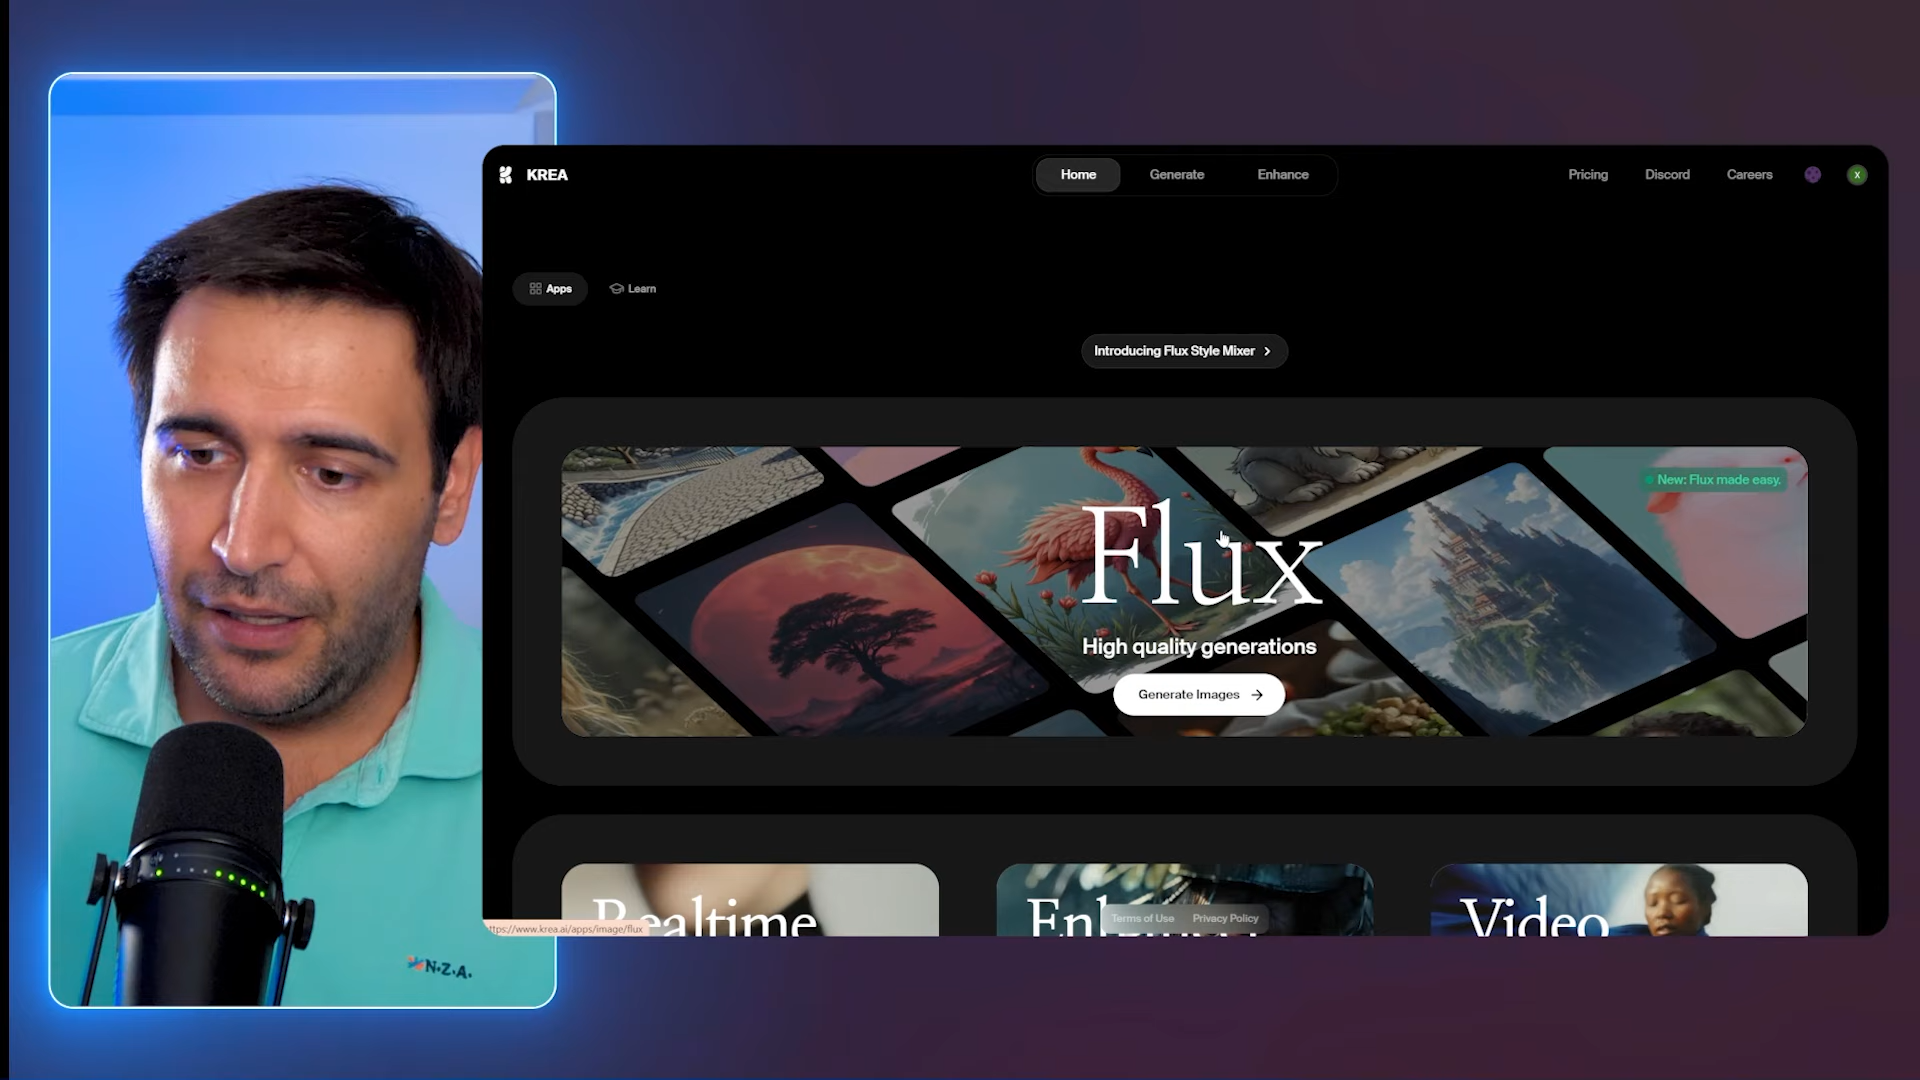 KREA
Home Generate Enhance
Pricing Discord Careers
X
Apps Learn
Introducing Flux Style Mixer
New: Flux made easy.
Flux
High quality generations
Generate Images
Realtime
Video
Terms of Use Privacy Policy
ttps://www.krea.ai/apps/image/flux
N.Z.A.